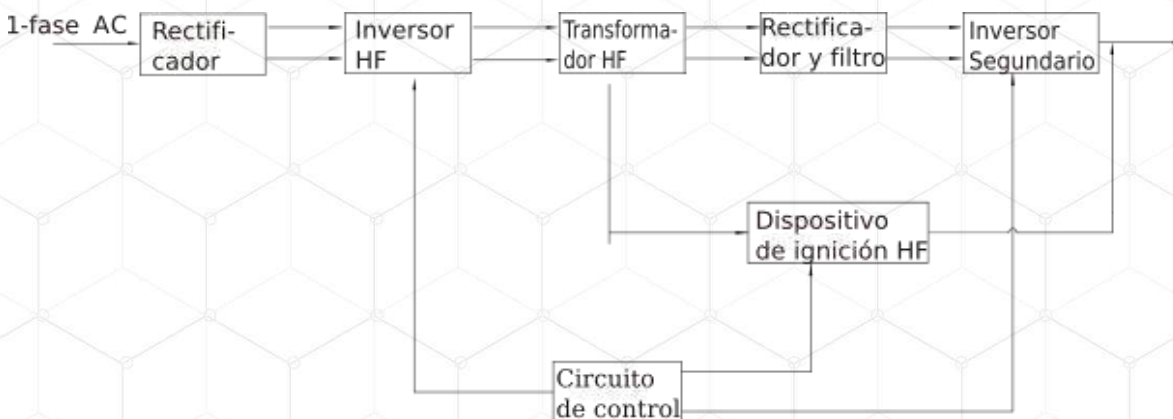 1-fase AC
Rectifi-
cador
Inversor
HF
Transforma-
dor HF
Rectifica-
dor y filtro
Inversor
Segundario
Dispositivo
de ignición HF
Circuito
de control